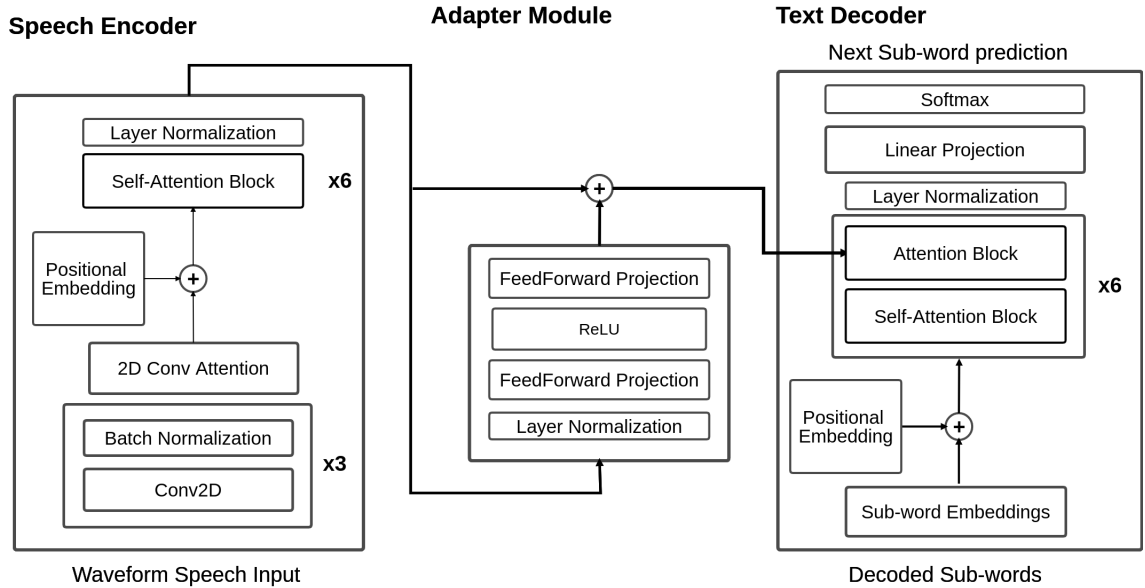 Speech Encoder
Layer Normalization
Self-Attention Block
x6
Positional
Embedding
+
2D Conv Attention
Batch Normalization
x3
Conv2D
Waveform Speech Input
Adapter Module
+
FeedForward Projection
ReLU
FeedForward Projection
Layer Normalization
Text Decoder
Next Sub-word prediction
Softmax
Linear Projection
Layer Normalization
Attention Block
x6
Self-Attention Block
Positional
Embedding
+
Sub-word Embeddings
Decoded Sub-words